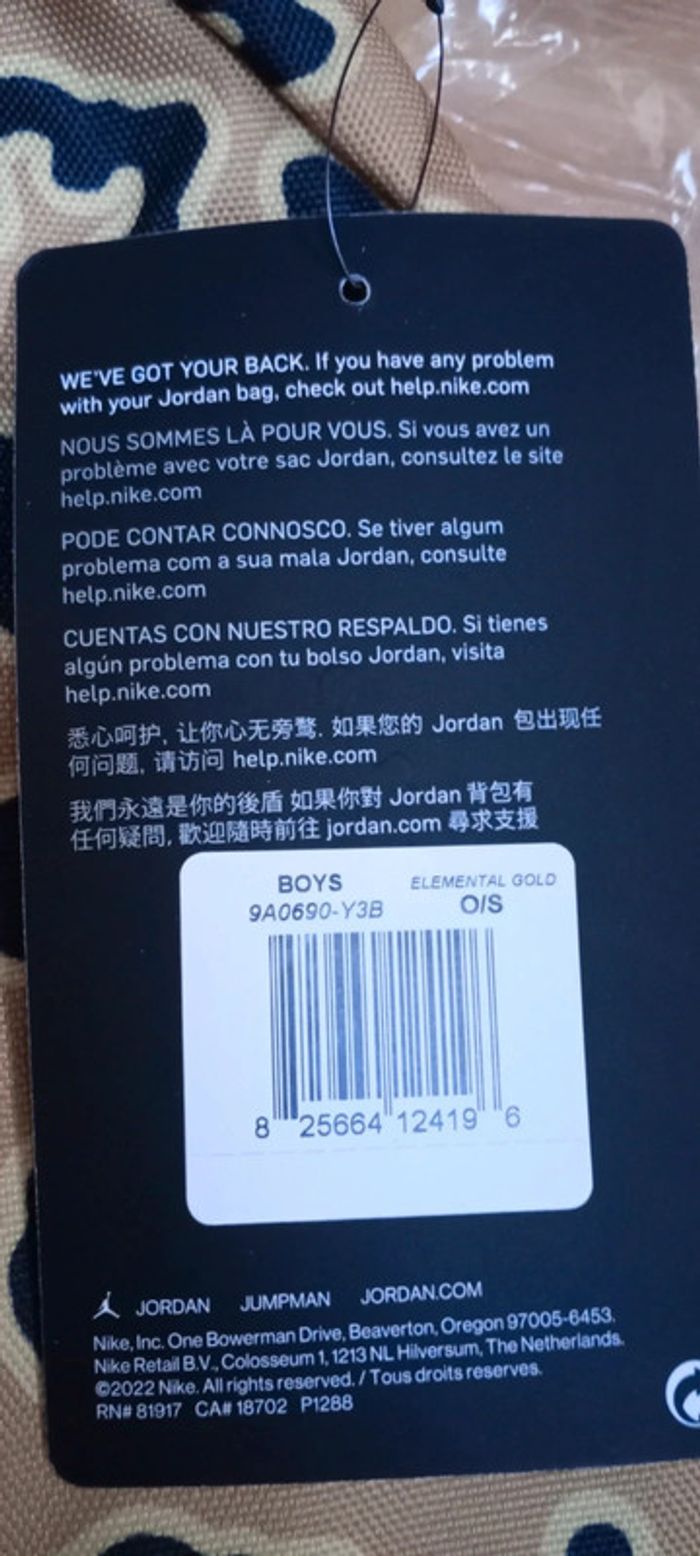 WE'VE GOT YOUR BACK. If you have any problem
with your Jordan bag, check out help.nike.com
NOUS SOMMES LÀ POUR VOUS. Si vous avez un
problème avec votre sac Jordan, consultez le site
help.nike.com
PODE CONTAR CONNOSCO. Se tiver algum
problema com a sua mala Jordan, consulte
help.nike.com
CUENTAS CON NUESTRO RESPALDO. Si tienes
algún problema con tu bolso Jordan, visita
help.nike.com
悉心呵护, 让你心无旁骛. 如果您的 Jordan 包出现任
何问题, 请访问 help.nike.com
我們永遠是你的後盾 如果你對 Jordan 背包有
任何疑問, 歡迎隨時前往 jordan.com 尋求支援
BOYS ELEMENTAL GOLD
9A0690-Y3B O/S
8 25664 12419 6
JORDAN JUMPMAN JORDAN.COM
Nike, Inc. One Bowerman Drive, Beaverton, Oregon 97005-6453.
Nike Retail B.V., Colosseum 1, 1213 NL Hilversum, The Netherlands.
©2022 Nike. All rights reserved. / Tous droits reserves.
RN# 81917 CA# 18702 P1288